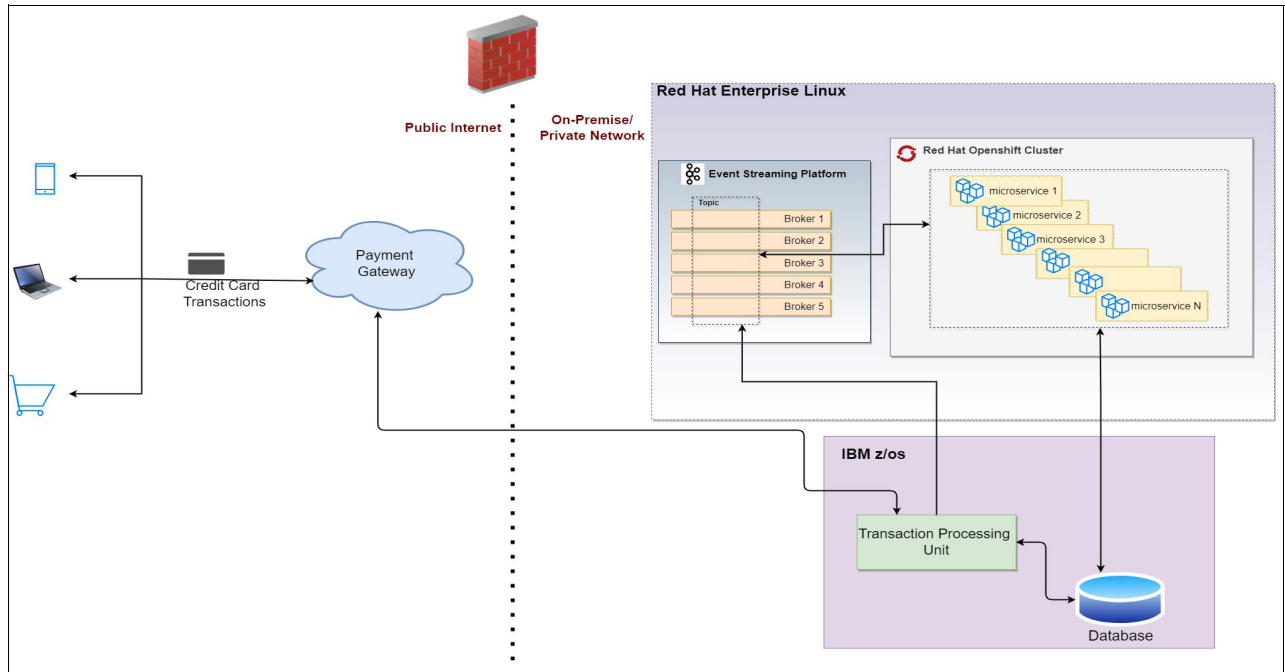 Public Internet
On-Premise/
Private Network
Red Hat Enterprise Linux
Event Streaming Platform
Topic
Broker 1
Broker 2
Broker 3
Broker 4
Broker 5
Red Hat Openshift Cluster
microservice 1
microservice 2
microservice 3
microservice N
Payment
Gateway
Credit Card
Transactions
IBM z/os
Transaction Processing
Unit
Database